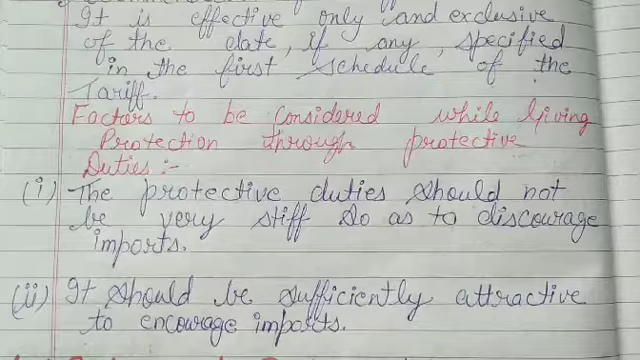 It is effective only and exclusive
of the date, if any, specified
in the first schedule of the
Tariff.
Factors to be Considered while Giving
Protection through protective
Duties :-
(i) The protective duties should not
be very stiff so as to discourage
imports.
(ii) It should be sufficiently attractive
to encourage imports.